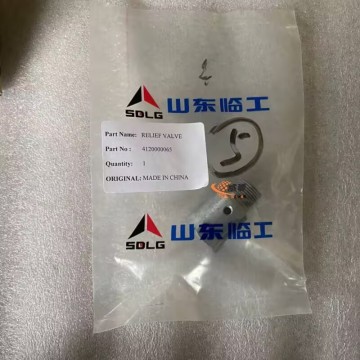 SDLG 山东临工
Part Name: RELIEF VALVE
Part No : 4120000065
Quantity: 1
ORIGINAL: MADE IN CHINA
5
SDLG 山东临工